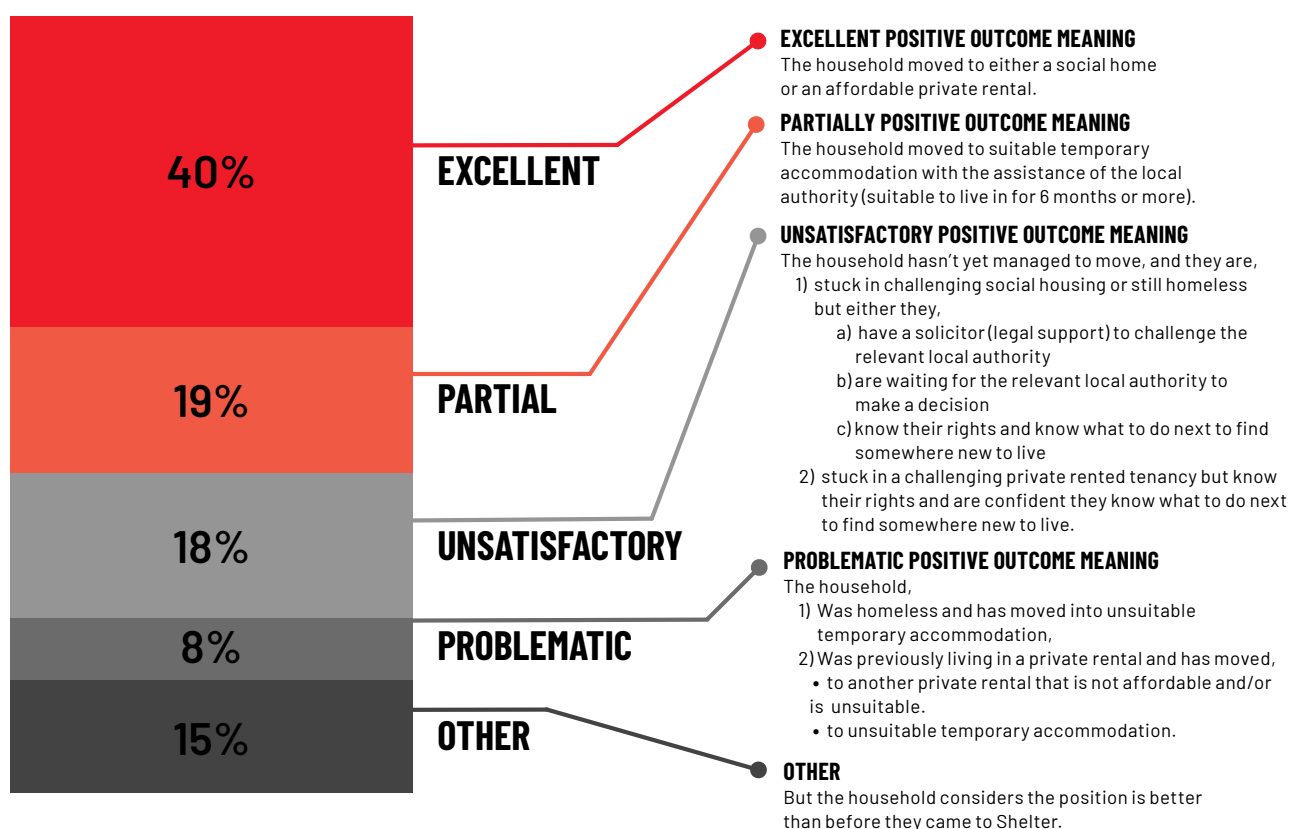 40%
EXCELLENT
19%
PARTIAL
18%
UNSATISFACTORY
8%
PROBLEMATIC
15%
OTHER
EXCELLENT POSITIVE OUTCOME MEANING
The household moved to either a social home
or an affordable private rental.
PARTIALLY POSITIVE OUTCOME MEANING
The household moved to suitable temporary
accommodation with the assistance of the local
authority (suitable to live in for 6 months or more).
UNSATISFACTORY POSITIVE OUTCOME MEANING
The household hasn't yet managed to move, and they are,
1) stuck in challenging social housing or still homeless
but either they,
a) have a solicitor (legal support) to challenge the
relevant local authority
b) are waiting for the relevant local authority to
make a decision
c) know their rights and know what to do next to find
somewhere new to live
2) stuck in a challenging private rented tenancy but know
their rights and are confident they know what to do next
to find somewhere new to live.
PROBLEMATIC POSITIVE OUTCOME MEANING
The household,
1) Was homeless and has moved into unsuitable
temporary accommodation,
2) Was previously living in a private rental and has moved,
• to another private rental that is not affordable and/or
is unsuitable.
• to unsuitable temporary accommodation.
OTHER
But the household considers the position is better
than before they came to Shelter.